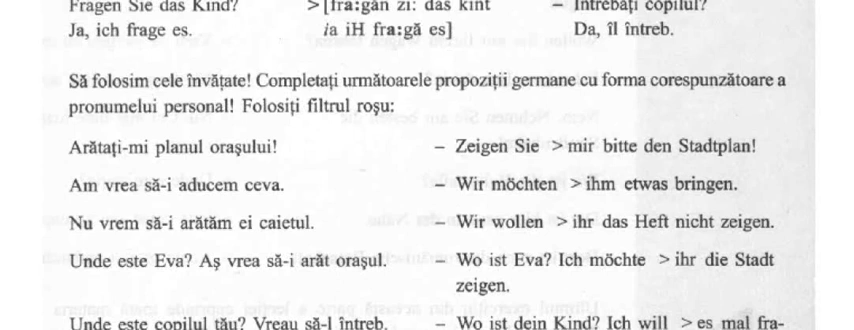 Fragen Sie das Kind? > [fra:găn zi: das kint – Întrebați copilul?
Ja, ich frage es. ia iH fra:gă es] Da, îl întreb.
Să folosim cele învățate! Completați următoarele propoziții germane cu forma corespunzătoare a
pronumelui personal! Folosiți filtrul roșu:
Arătați-mi planul orașului! – Zeigen Sie > mir bitte den Stadtplan!
Am vrea să-i aducem ceva. – Wir möchten > ihm etwas bringen.
Nu vrem să-i arătăm ei caietul. – Wir wollen > ihr das Heft nicht zeigen.
Unde este Eva? Aș vrea să-i arăt orașul. – Wo ist Eva? Ich möchte > ihr die Stadt
zeigen.
Unde este copilul tău? Vreau să-l întreb. – Wo ist dein Kind? Ich will > es mal fra-